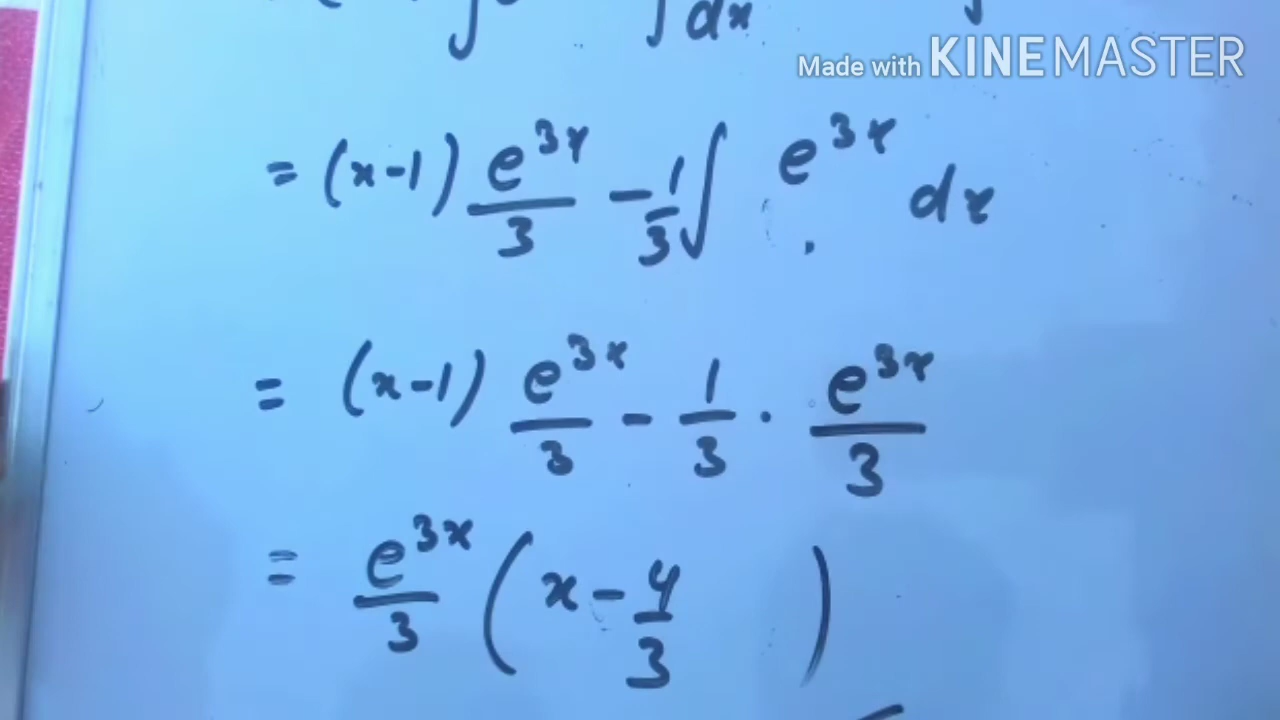 ∫ ∫ dx ∫
Made with KINEMASTER
= (x-1) e^{3x}/3 - 1/3 ∫ e^{3x} dx
= (x-1) e^{3x}/3 - 1/3 · e^{3x}/3
= e^{3x}/3 (x - 4/3)